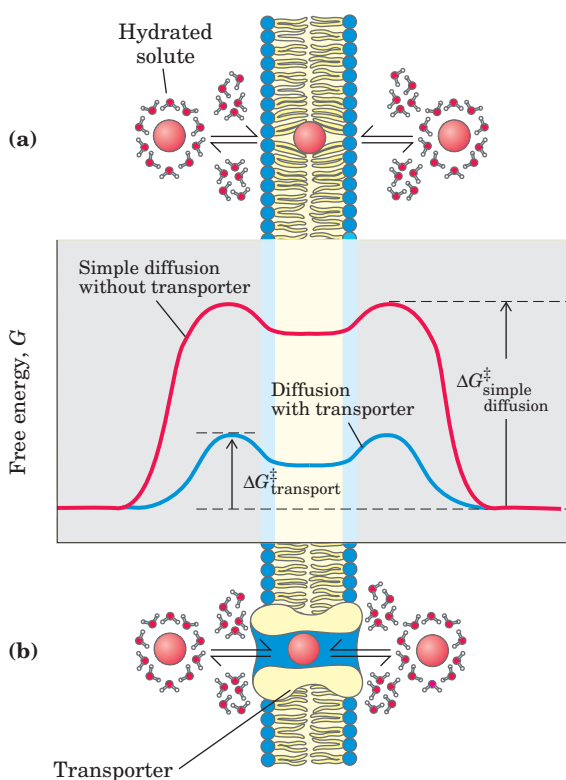 Hydrated
solute
(a)
Simple diffusion
without transporter
Free energy, G
Diffusion
with transporter
ΔG‡simple
diffusion
ΔG‡transport
(b)
Transporter